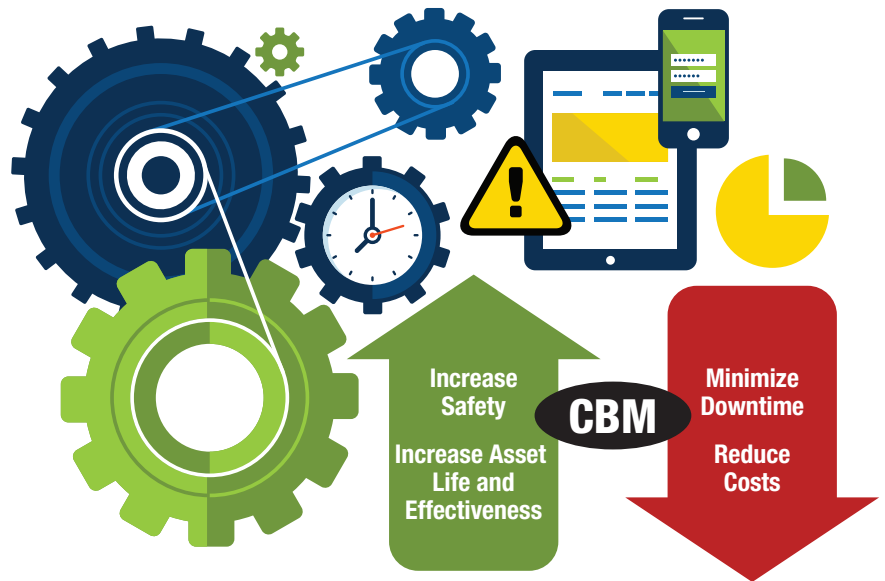 Increase
Safety
Increase Asset
Life and
Effectiveness
CBM
Minimize
Downtime
Reduce
Costs